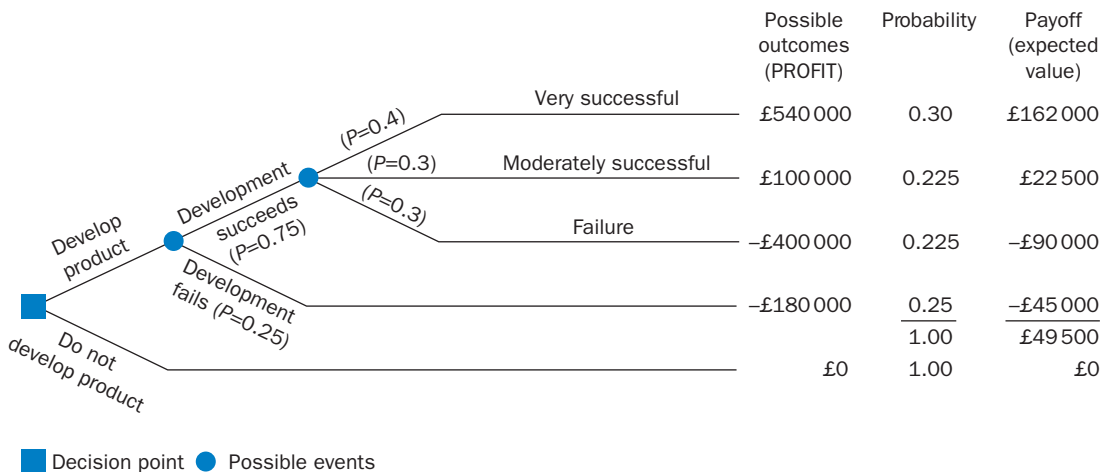 Possible outcomes (PROFIT)
Probability
Payoff (expected value)
Very successful
£540 000 0.30 £162 000
(P=0.4)
Moderately successful
£100 000 0.225 £22 500
(P=0.3)
(P=0.3)
Failure
–£400 000 0.225 –£90 000
Development
succeeds
(P=0.75)
Develop
product
Development
fails (P=0.25)
–£180 000 0.25 –£45 000
1.00 £49 500
Do not
develop product
£0 1.00 £0
Decision point Possible events